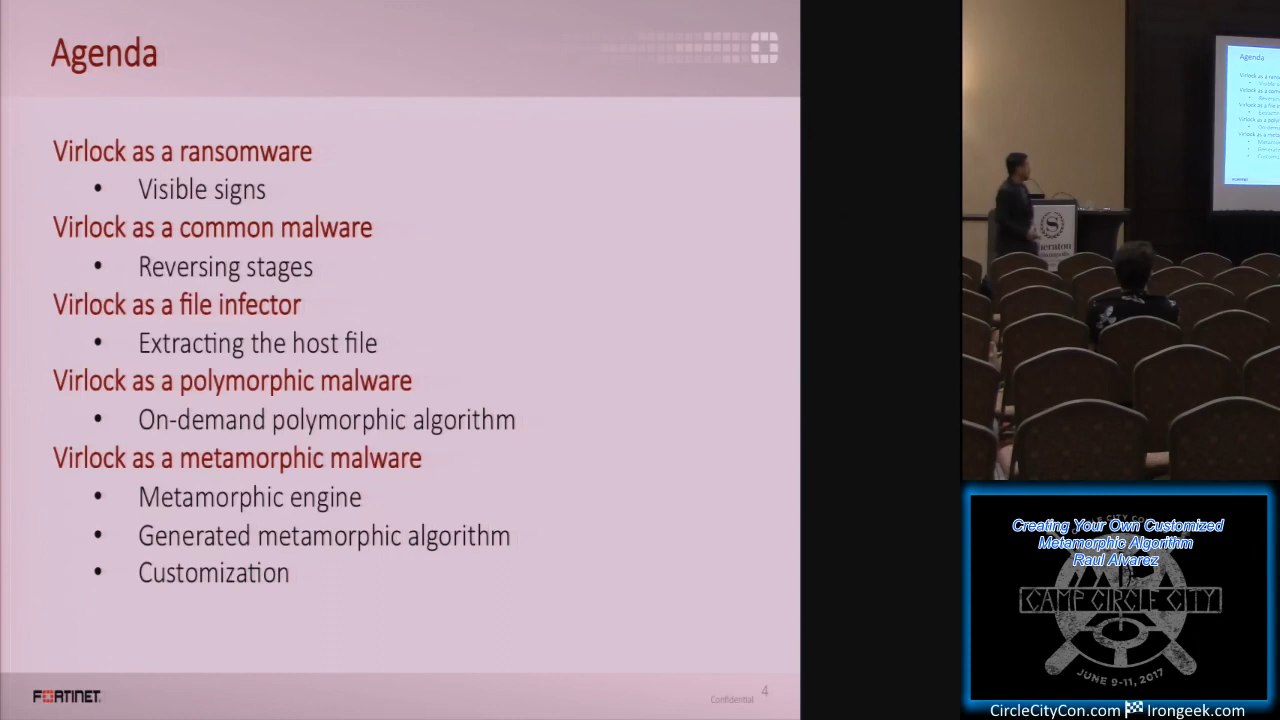 Agenda
Virlock as a ransomware
• Visible signs
Virlock as a common malware
• Reversing stages
Virlock as a file infector
• Extracting the host file
Virlock as a polymorphic malware
• On-demand polymorphic algorithm
Virlock as a metamorphic malware
• Metamorphic engine
• Generated metamorphic algorithm
• Customization
FORTINET
Confidential 4
Agenda
Creating Your Own Customized
Metamorphic Algorithm
Raul Alvarez
CAMP CIRCLE CITY
JUNE 9-11, 2017
CircleCityCon.com Irongeek.com